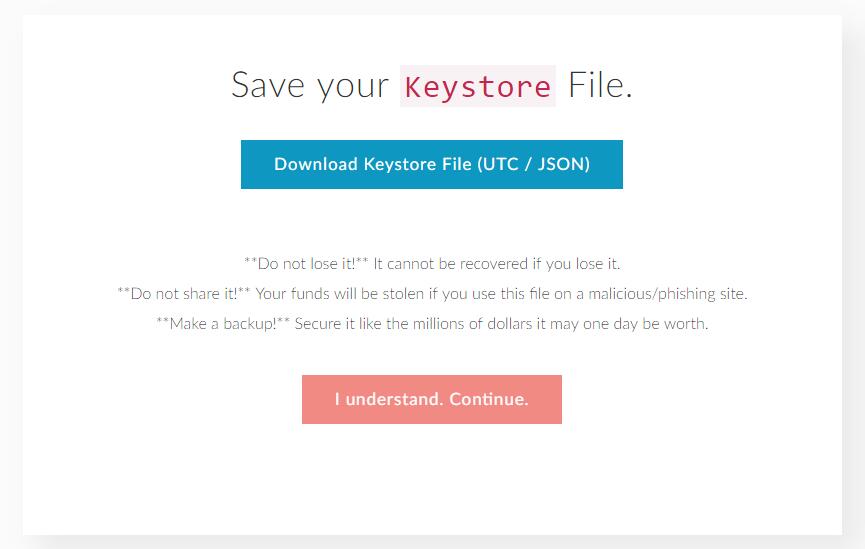 Save your Keystore File.
Download Keystore File (UTC / JSON)
**Do not lose it!** It cannot be recovered if you lose it.
**Do not share it!** Your funds will be stolen if you use this file on a malicious/phishing site.
**Make a backup!** Secure it like the millions of dollars it may one day be worth.
I understand. Continue.